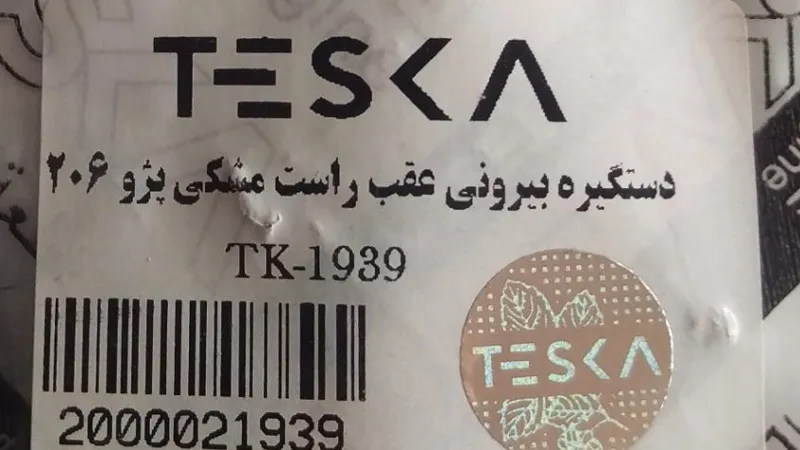 TESKA
دستگیره بیرونی عقب راست مشکی پژو ۲۰۶
TK-1939
2000021939
TESKA